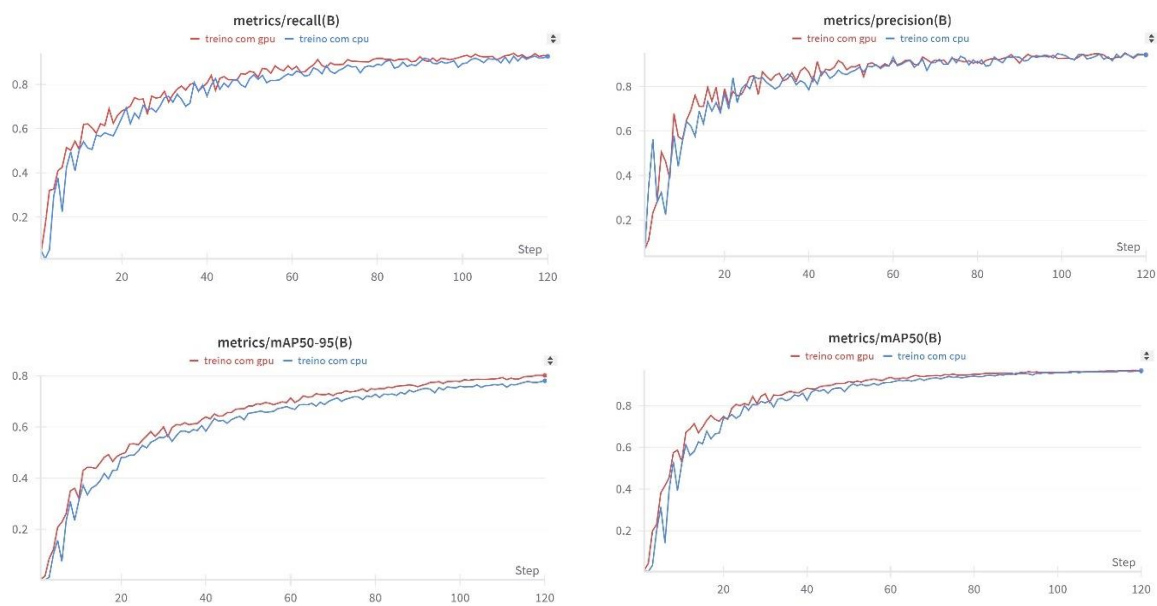 metrics/recall(B)
treino com gpu treino com cpu
0.8
0.6
0.4
0.2
Step
20 40 60 80 100 120
metrics/precision(B)
treino com gpu treino com cpu
0.8
0.6
0.4
0.2
Step
20 40 60 80 100 120
metrics/mAP50-95(B)
treino com gpu treino com cpu
0.8
0.6
0.4
0.2
Step
20 40 60 80 100 120
metrics/mAP50(B)
treino com gpu treino com cpu
0.8
0.6
0.4
0.2
Step
20 40 60 80 100 120